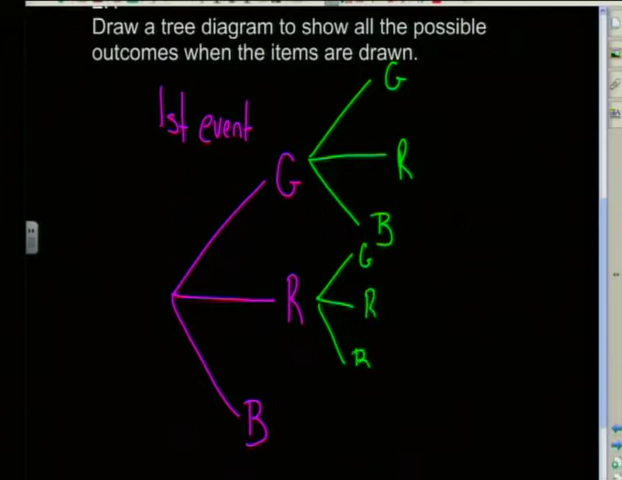 Draw a tree diagram to show all the possible
outcomes when the items are drawn.
1st event
G
G
R
B
R
G
R
B
B